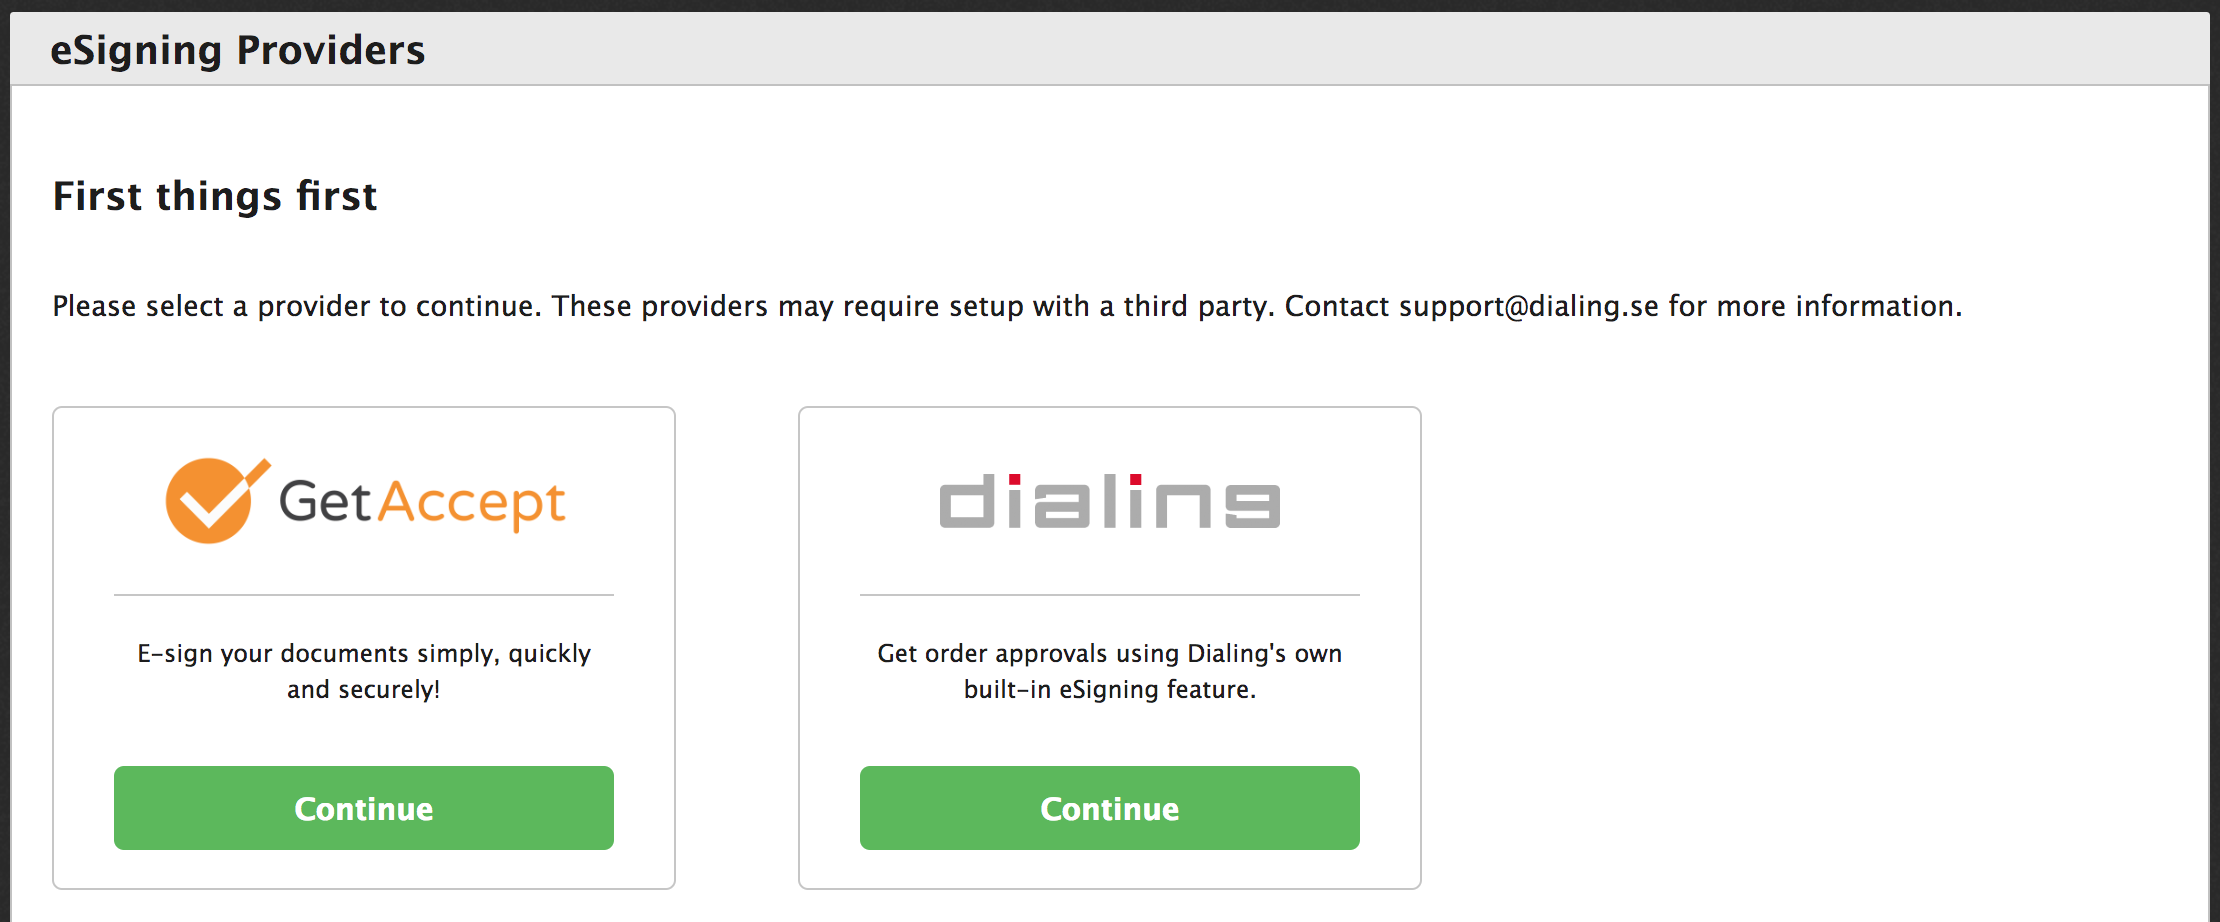 eSigning Providers
First things first
Please select a provider to continue. These providers may require setup with a third party. Contact support@dialing.se for more information.
GetAccept
E-sign your documents simply, quickly
and securely!
Continue
dialing
Get order approvals using Dialing's own
built-in eSigning feature.
Continue